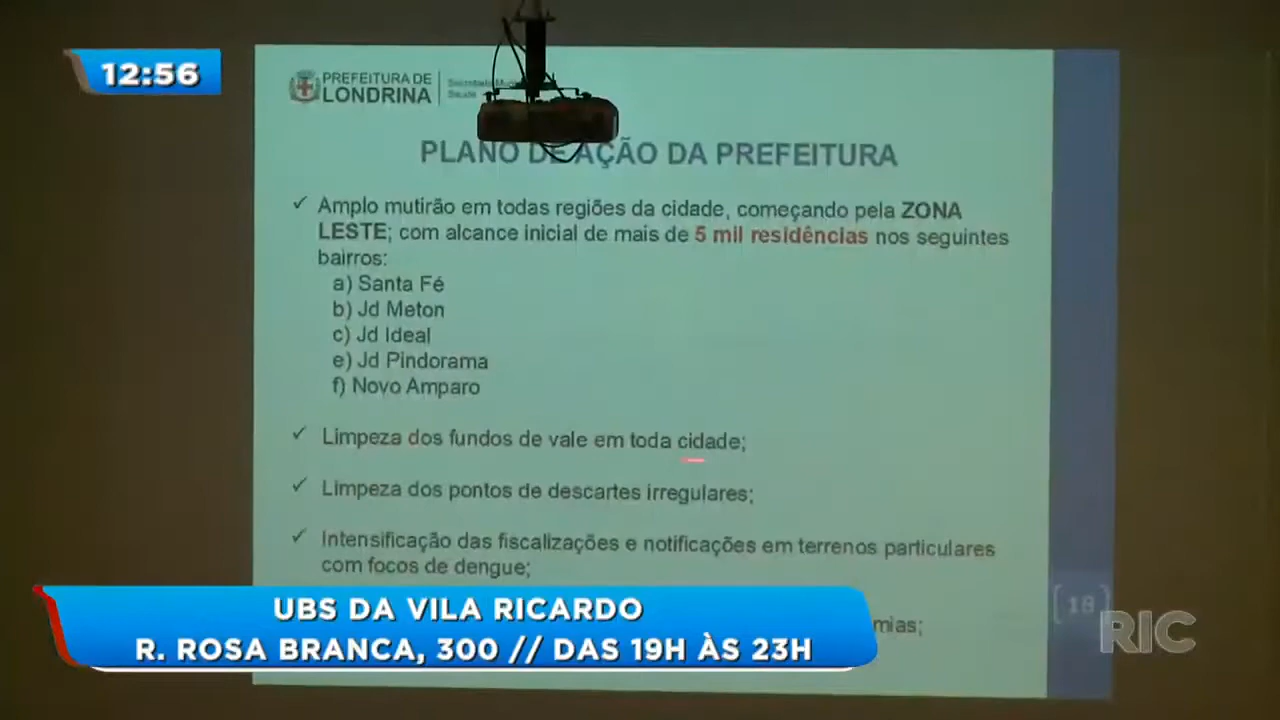 12:56
PREFEITURA DE
LONDRINA
PLANO DE AÇÃO DA PREFEITURA
✓ Amplo mutirão em todas regiões da cidade, começando pela ZONA
LESTE; com alcance inicial de mais de 5 mil residências nos seguintes
bairros:
a) Santa Fé
b) Jd Meton
c) Jd Ideal
e) Jd Pindorama
f) Novo Amparo
✓ Limpeza dos fundos de vale em toda cidade;
✓ Limpeza dos pontos de descartes irregulares;
✓ Intensificação das fiscalizações e notificações em terrenos particulares
com focos de dengue;
mias;
18
RIC
UBS DA VILA RICARDO
R. ROSA BRANCA, 300 // DAS 19H ÀS 23H